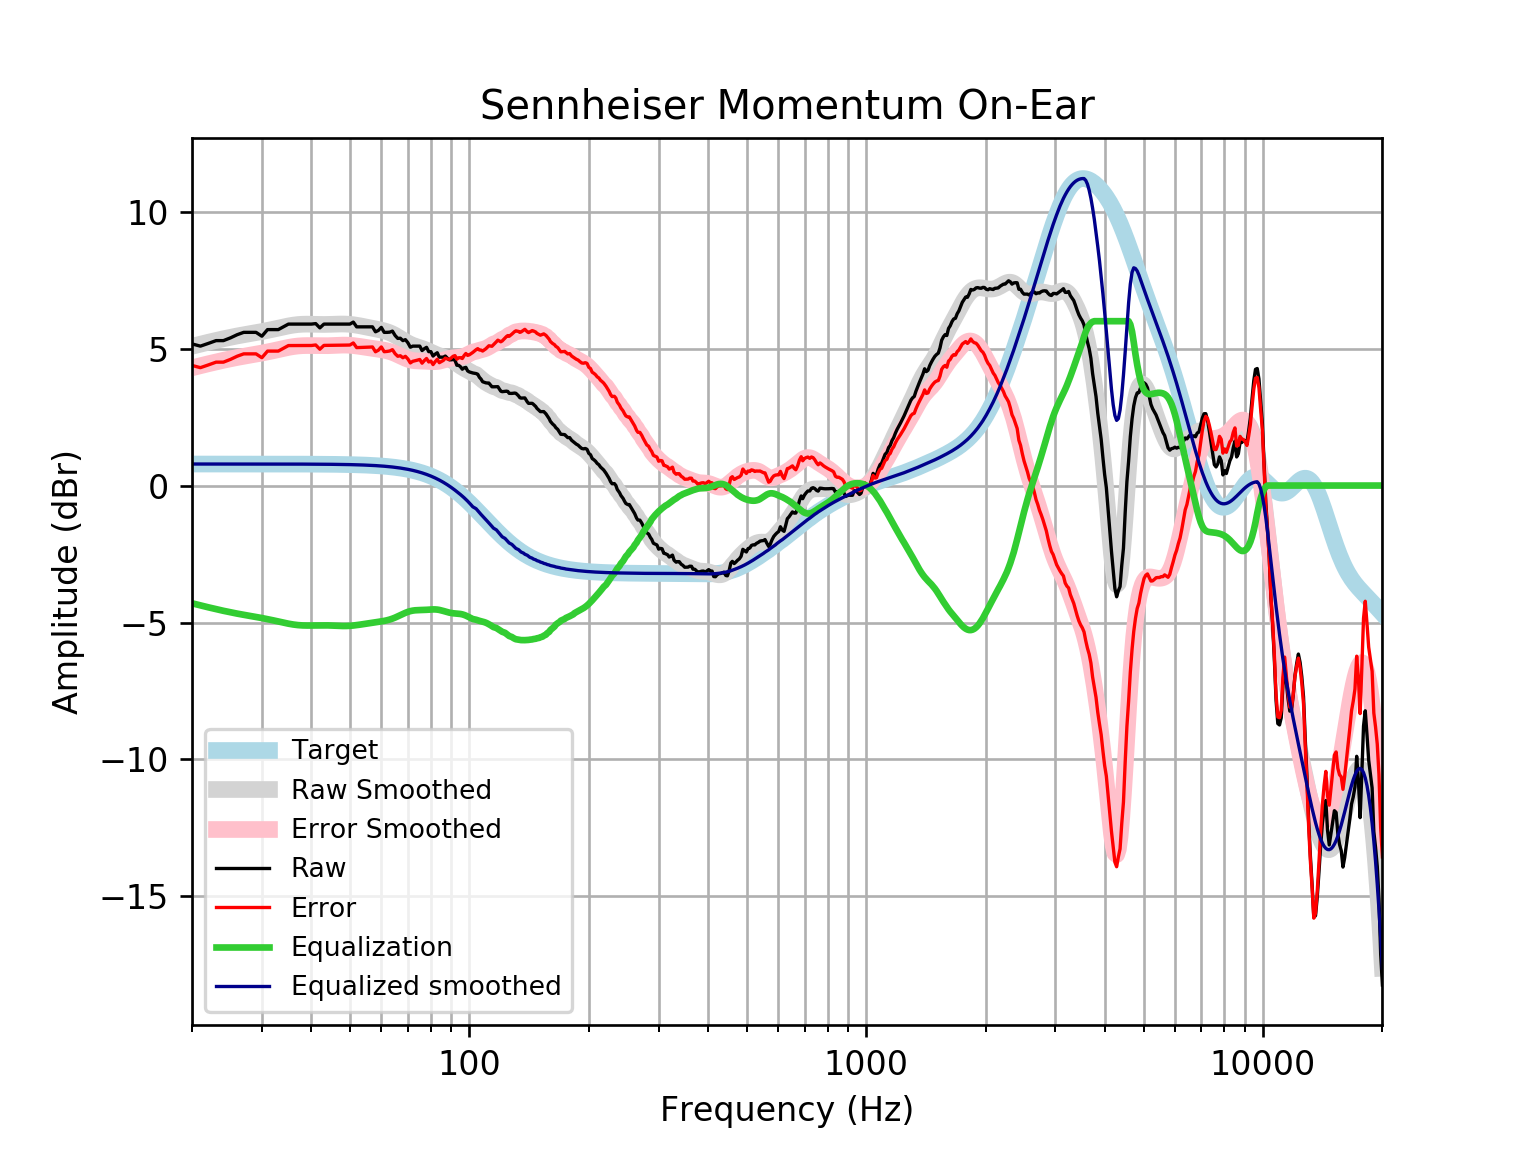 Sennheiser Momentum On-Ear
Amplitude (dBr)
10
5
0
−5
−10
−15
Target
Raw Smoothed
Error Smoothed
Raw
Error
Equalization
Equalized smoothed
100
1000
10000
Frequency (Hz)